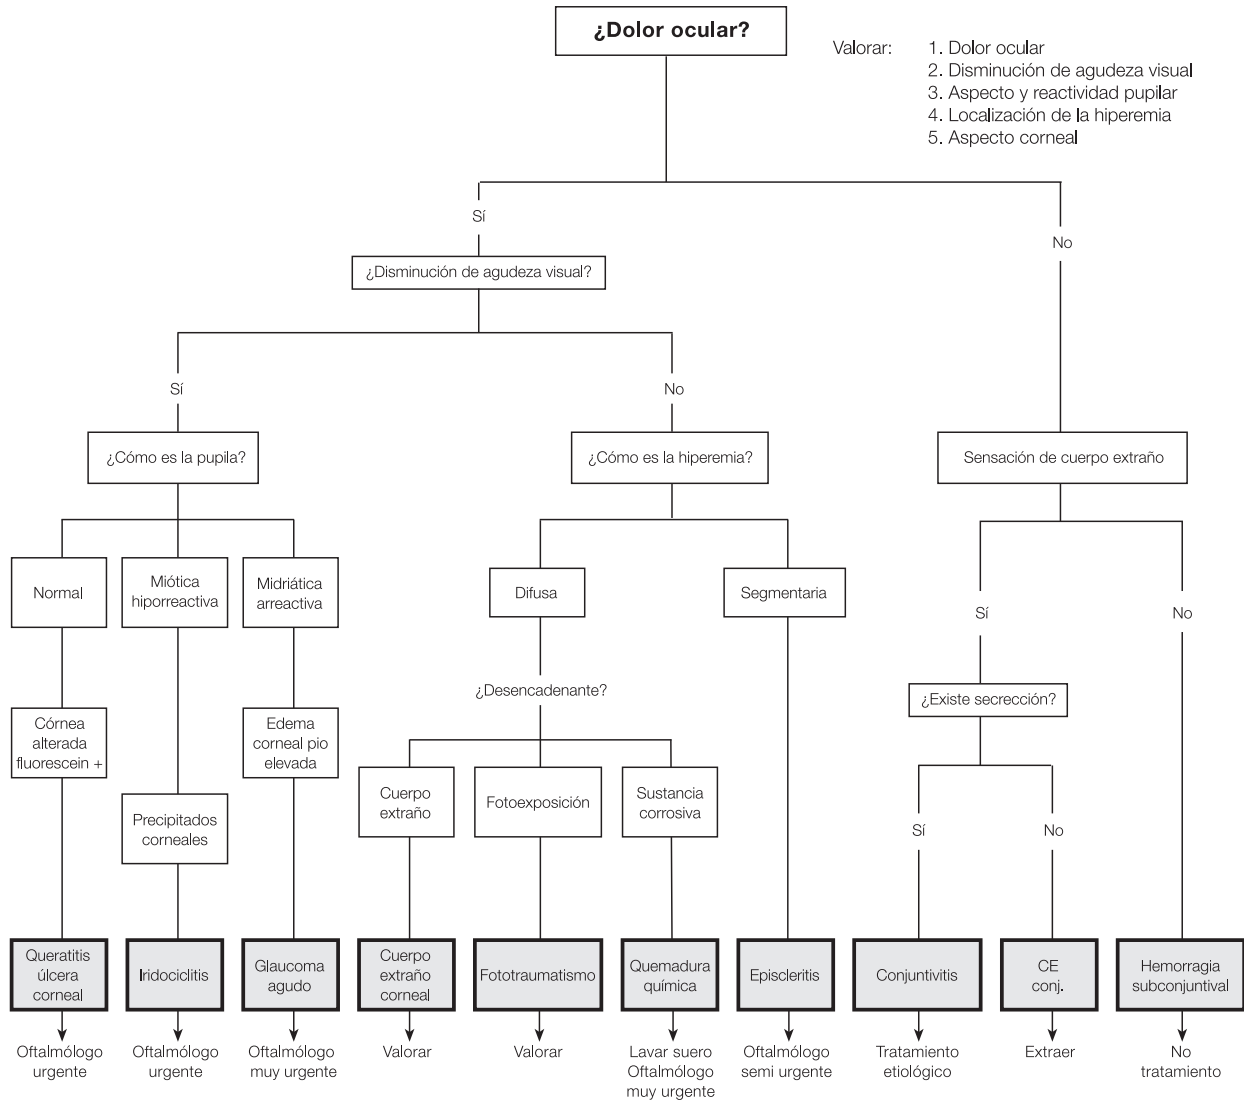 ¿Dolor ocular?
Valorar:
1. Dolor ocular
2. Disminución de agudeza visual
3. Aspecto y reactividad pupilar
4. Localización de la hiperemia
5. Aspecto corneal
Sí
No
¿Disminución de agudeza visual?
Sí
No
¿Cómo es la pupila?
¿Cómo es la hiperemia?
Sensación de cuerpo extraño
Normal
Miótica
hiporreactiva
Midriática
arreactiva
Difusa
Segmentaria
Sí
No
¿Desencadenante?
¿Existe secreción?
Córnea
alterada
fluorescein +
Edema
corneal pio
elevada
Cuerpo
extraño
Fotoexposición
Sustancia
corrosiva
Precipitados
corneales
Sí
No
Queratitis
úlcera
corneal
Iridociclitis
Glaucoma
agudo
Cuerpo
extraño
corneal
Fototraumatismo
Quemadura
química
Episcleritis
Conjuntivitis
CE
conj.
Hemorragia
subconjuntival
Oftalmólogo
urgente
Oftalmólogo
urgente
Oftalmólogo
muy urgente
Valorar
Valorar
Lavar suero
Oftalmólogo
muy urgente
Oftalmólogo
semi urgente
Tratamiento
etiológico
Extraer
No
tratamiento